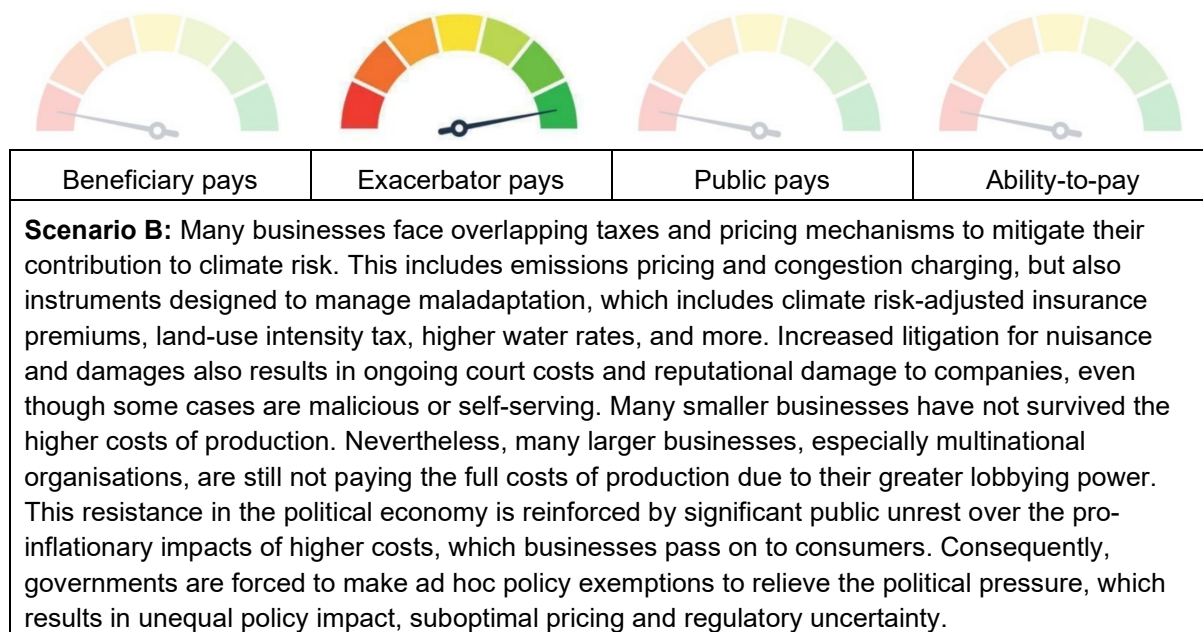 Beneficiary pays
Exacerbator pays
Public pays
Ability-to-pay
Scenario B: Many businesses face overlapping taxes and pricing mechanisms to mitigate their
contribution to climate risk. This includes emissions pricing and congestion charging, but also
instruments designed to manage maladaptation, which includes climate risk-adjusted insurance
premiums, land-use intensity tax, higher water rates, and more. Increased litigation for nuisance
and damages also results in ongoing court costs and reputational damage to companies, even
though some cases are malicious or self-serving. Many smaller businesses have not survived the
higher costs of production. Nevertheless, many larger businesses, especially multinational
organisations, are still not paying the full costs of production due to their greater lobbying power.
This resistance in the political economy is reinforced by significant public unrest over the pro-
inflationary impacts of higher costs, which businesses pass on to consumers. Consequently,
governments are forced to make ad hoc policy exemptions to relieve the political pressure, which
results in unequal policy impact, suboptimal pricing and regulatory uncertainty.